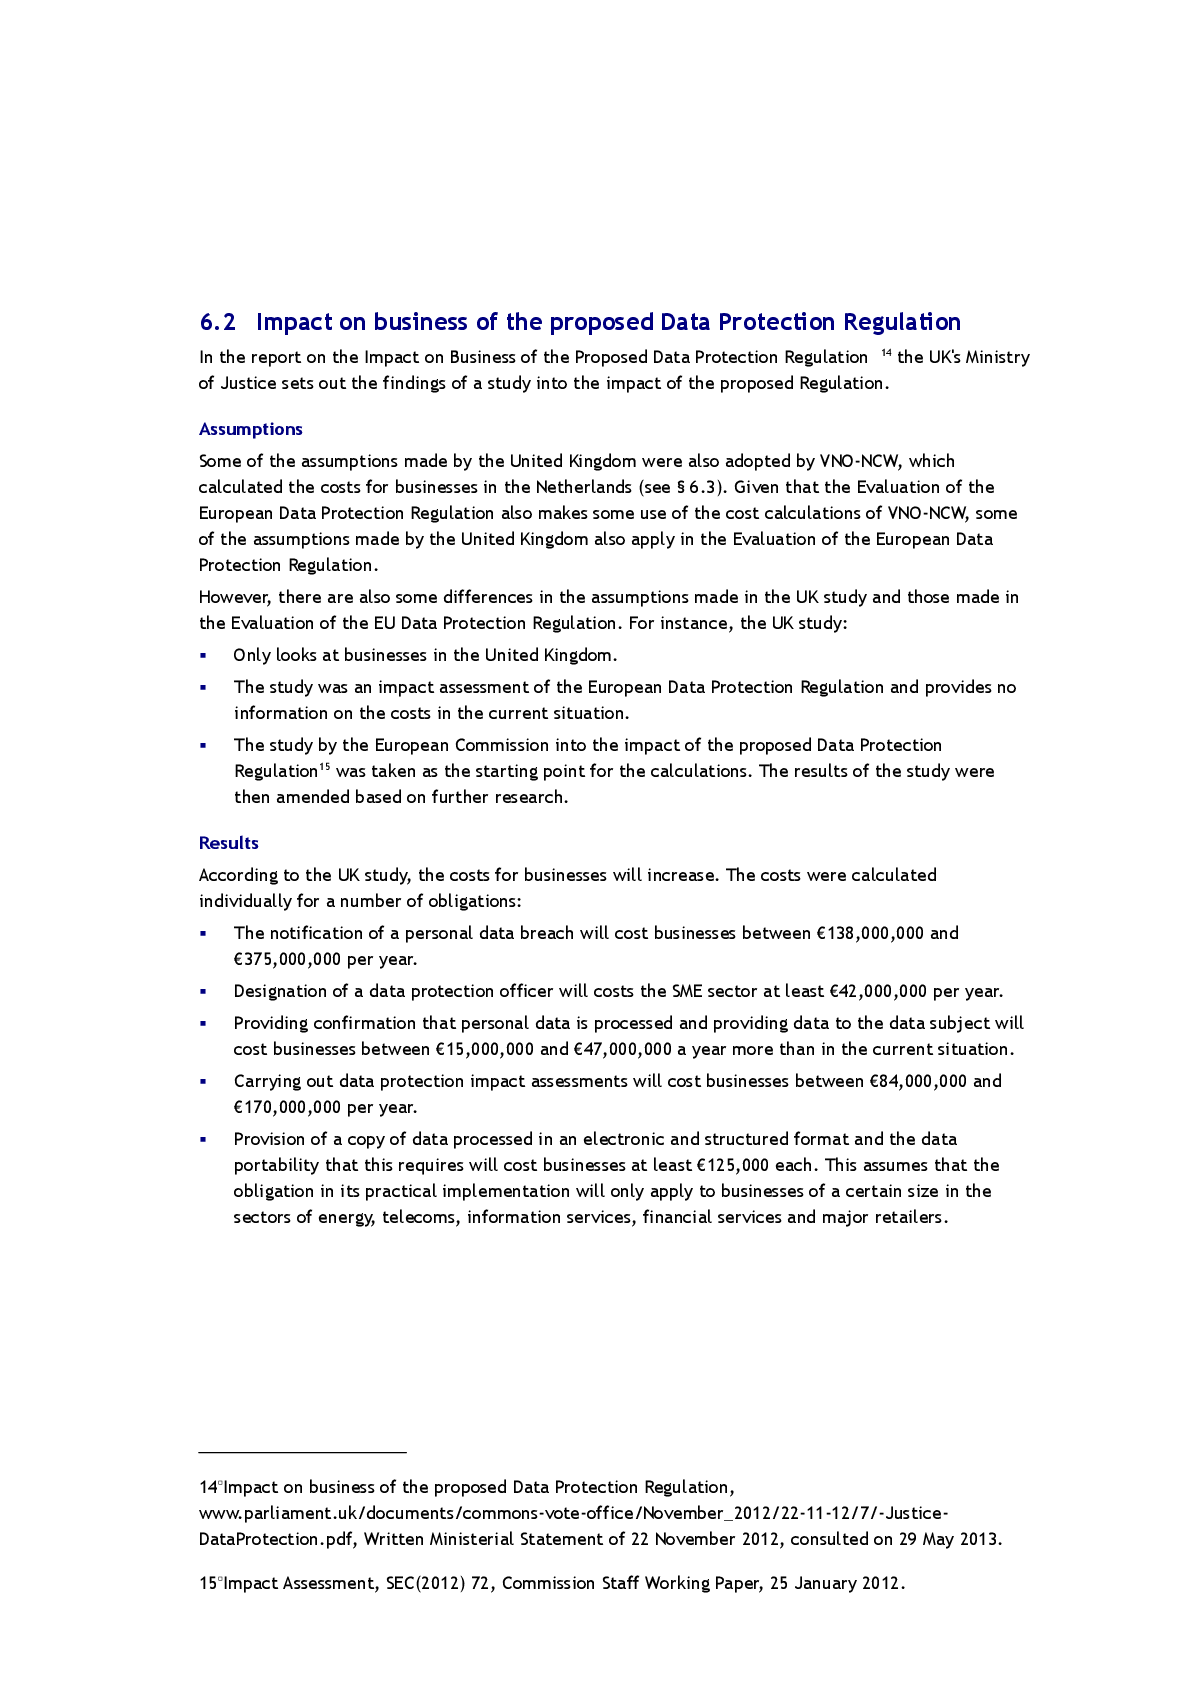 6.2 Impact on business of the proposed Data Protection Regulation
In the report on the Impact on Business of the Proposed Data Protection Regulation 14 the UK's Ministry
of Justice sets out the findings of a study into the impact of the proposed Regulation.
Assumptions
Some of the assumptions made by the United Kingdom were also adopted by VNO-NCW, which
calculated the costs for businesses in the Netherlands (see § 6.3). Given that the Evaluation of the
European Data Protection Regulation also makes some use of the cost calculations of VNO-NCW, some
of the assumptions made by the United Kingdom also apply in the Evaluation of the European Data
Protection Regulation.
However, there are also some differences in the assumptions made in the UK study and those made in
the Evaluation of the EU Data Protection Regulation. For instance, the UK study:
▪ Only looks at businesses in the United Kingdom.
▪ The study was an impact assessment of the European Data Protection Regulation and provides no
information on the costs in the current situation.
▪ The study by the European Commission into the impact of the proposed Data Protection
Regulation15 was taken as the starting point for the calculations. The results of the study were
then amended based on further research.
Results
According to the UK study, the costs for businesses will increase. The costs were calculated
individually for a number of obligations:
▪ The notification of a personal data breach will cost businesses between €138,000,000 and
€375,000,000 per year.
▪ Designation of a data protection officer will costs the SME sector at least €42,000,000 per year.
▪ Providing confirmation that personal data is processed and providing data to the data subject will
cost businesses between €15,000,000 and €47,000,000 a year more than in the current situation.
▪ Carrying out data protection impact assessments will cost businesses between €84,000,000 and
€170,000,000 per year.
▪ Provision of a copy of data processed in an electronic and structured format and the data
portability that this requires will cost businesses at least €125,000 each. This assumes that the
obligation in its practical implementation will only apply to businesses of a certain size in the
sectors of energy, telecoms, information services, financial services and major retailers.
14 Impact on business of the proposed Data Protection Regulation,
www.parliament.uk/documents/commons-vote-office/November_2012/22-11-12/7/-Justice-
DataProtection.pdf, Written Ministerial Statement of 22 November 2012, consulted on 29 May 2013.
15 Impact Assessment, SEC(2012) 72, Commission Staff Working Paper, 25 January 2012.